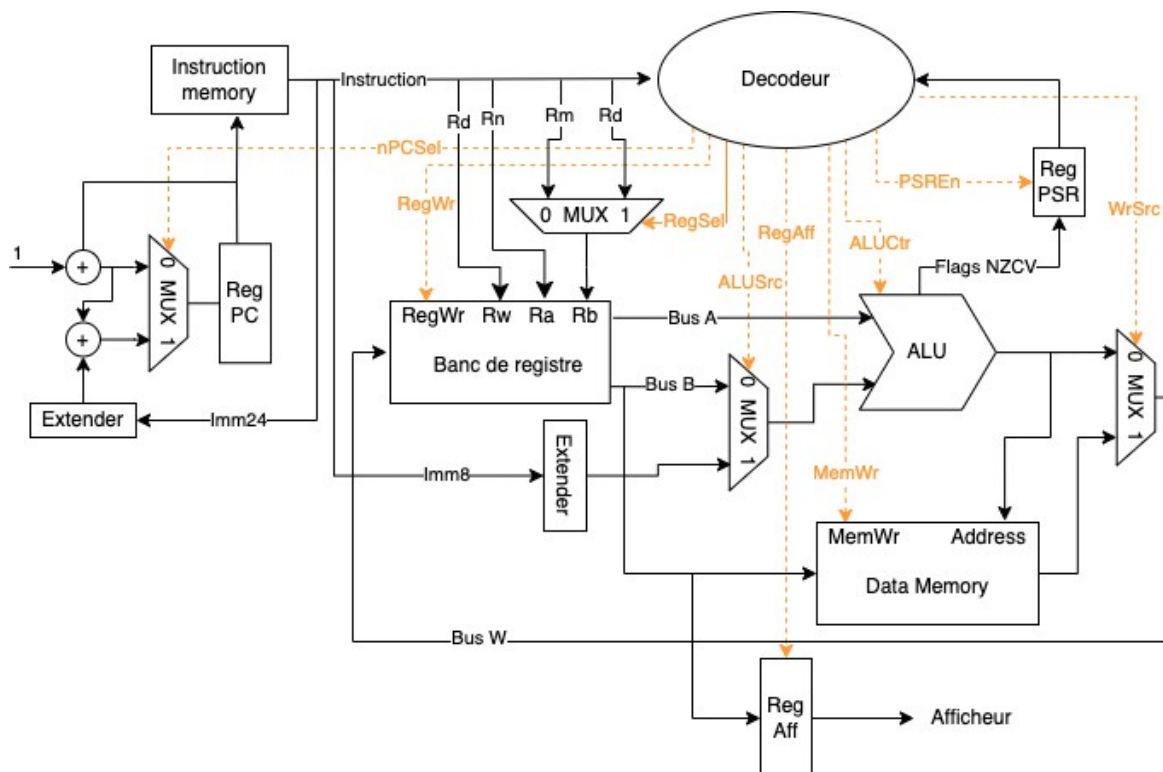 Instruction
memory
Instruction
Decodeur
Rd
Rn
Rm
Rd
nPCSel
RegWr
0 MUX 1
RegSel
RegAff
ALUSrc
ALUCtr
PSREn
Reg
PSR
WrSrc
Flags NZCV
1
+
+
0 MUX 1
Reg
PC
Extender
Imm24
RegWr Rw Ra Rb
Banc de registre
Bus A
Bus B
ALU
0 MUX 1
0 MUX 1
Extender
Imm8
MemWr
MemWr Address
Data Memory
Bus W
Reg
Aff
Afficheur